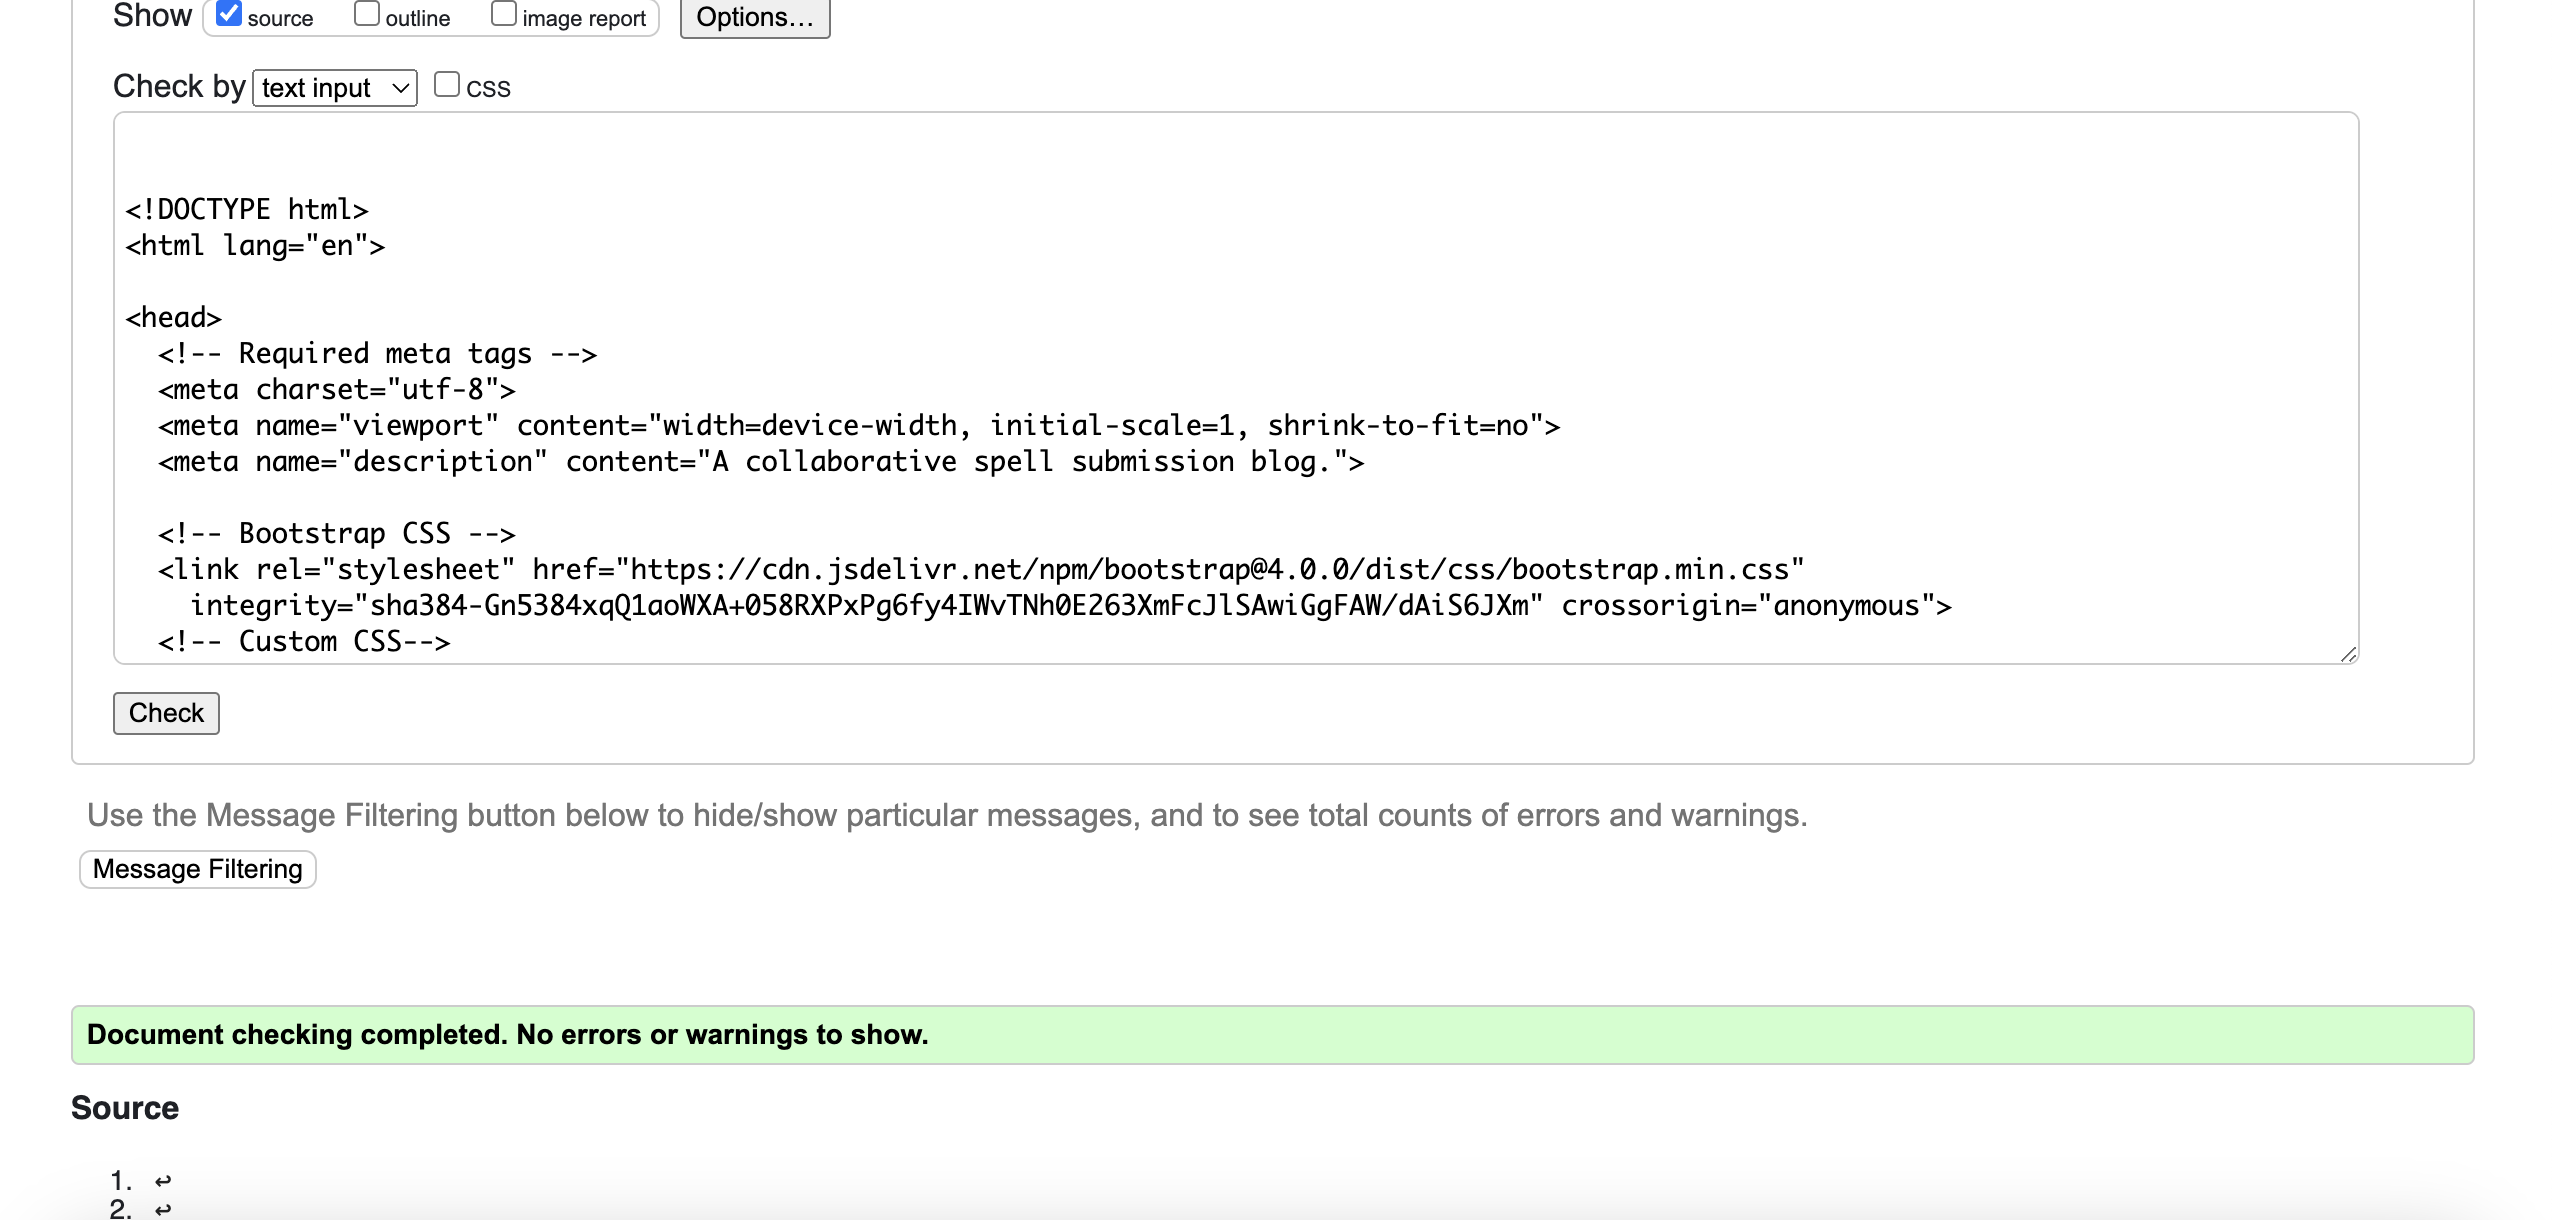 Show source outline image report Options...
Check by text input CSS
<!DOCTYPE html>
<html lang="en">
<head>
<!-- Required meta tags -->
<meta charset="utf-8">
<meta name="viewport" content="width=device-width, initial-scale=1, shrink-to-fit=no">
<meta name="description" content="A collaborative spell submission blog.">
<!-- Bootstrap CSS -->
<link rel="stylesheet" href="https://cdn.jsdelivr.net/npm/bootstrap@4.0.0/dist/css/bootstrap.min.css"
integrity="sha384-Gn5384xqQ1aoWXA+058RXPxPg6fy4IWvTNh0E263XmFcJlSAwiGgFAW/dAiS6JXm" crossorigin="anonymous">
<!-- Custom CSS-->
Check
Use the Message Filtering button below to hide/show particular messages, and to see total counts of errors and warnings.
Message Filtering
Document checking completed. No errors or warnings to show.
Source
1. ↩
2. ↩